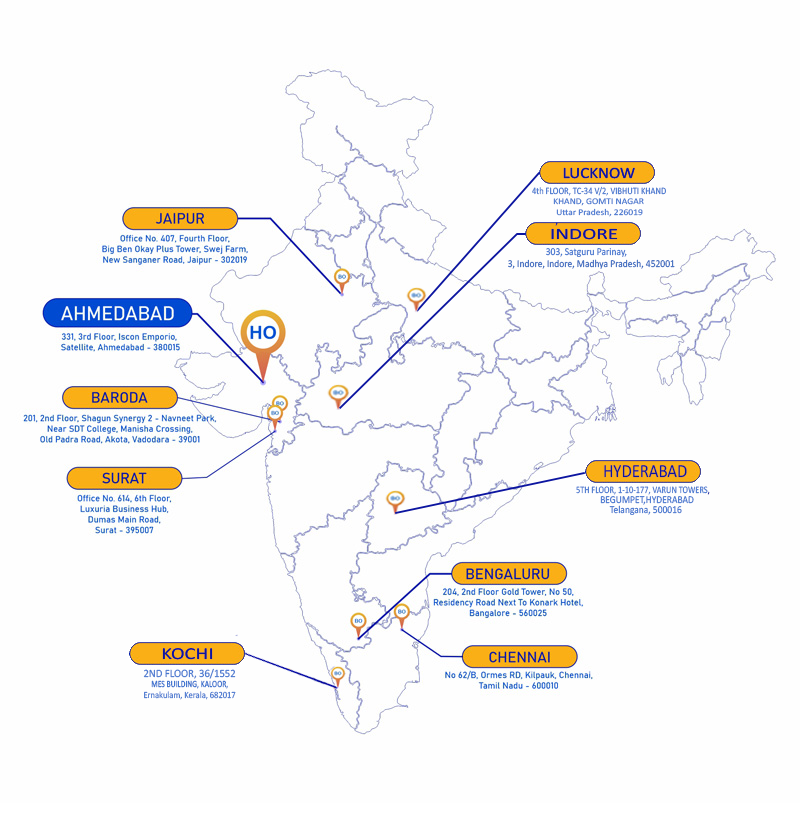 LUCKNOW
4th FLOOR, TC-34 V/2, VIBHUTI KHAND
KHAND, GOMTI NAGAR
Uttar Pradesh, 226019
JAIPUR
Office No. 407, Fourth Floor,
Big Ben Okay Plus Tower, Swej Farm,
New Sanganer Road, Jaipur - 302019
INDORE
303, Satguru Parinay,
3, Indore, Indore, Madhya Pradesh, 452001
BO
BO
AHMEDABAD
331, 3rd Floor, Iscon Emporio,
Satellite, Ahmedabad - 380015
HO
BARODA
201, 2nd Floor, Shagun Synergy 2 - Navneet Park,
Near SDT College, Manisha Crossing,
Old Padra Road, Akota, Vadodara - 39001
BO
BO
BO
SURAT
Office No. 614, 6th Floor,
Luxuria Business Hub,
Dumas Main Road,
Surat - 395007
HYDERABAD
5TH FLOOR, 1-10-177, VARUN TOWERS,
BEGUMPET,HYDERABAD
Telangana, 500016
BO
BENGALURU
204, 2nd Floor Gold Tower, No 50,
Residency Road Next To Konark Hotel,
Bangalore - 560025
BO
BO
KOCHI
2ND FLOOR, 36/1552
MES BUILDING, KALOOR,
Ernakulam, Kerala, 682017
BO
CHENNAI
No 62/B, Ormes RD, Kilpauk, Chennai,
Tamil Nadu - 600010